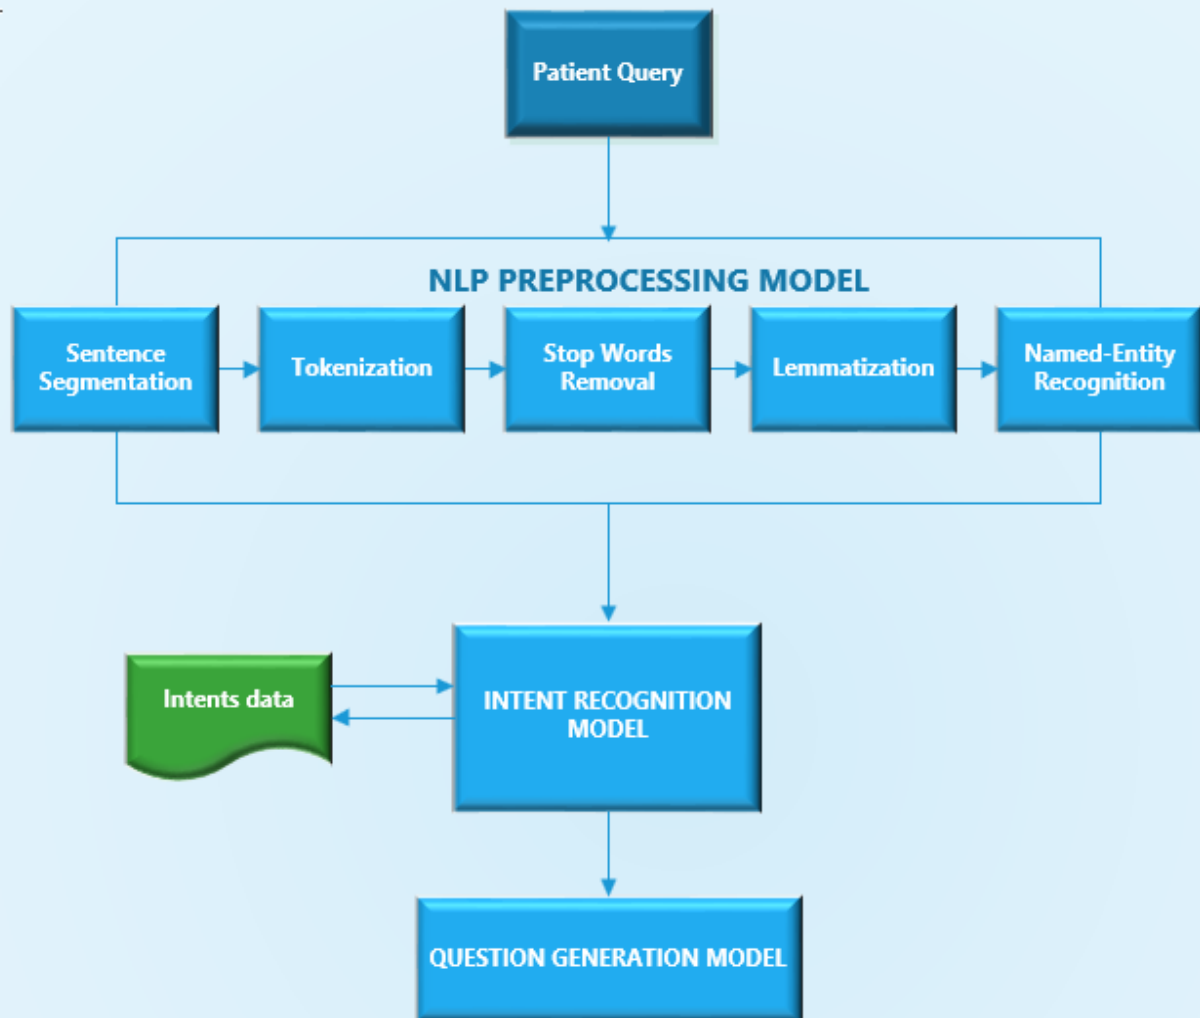 Patient Query
NLP PREPROCESSING MODEL
Sentence
Segmentation
Tokenization
Stop Words
Removal
Lemmatization
Named-Entity
Recognition
Intents data
INTENT RECOGNITION
MODEL
QUESTION GENERATION MODEL